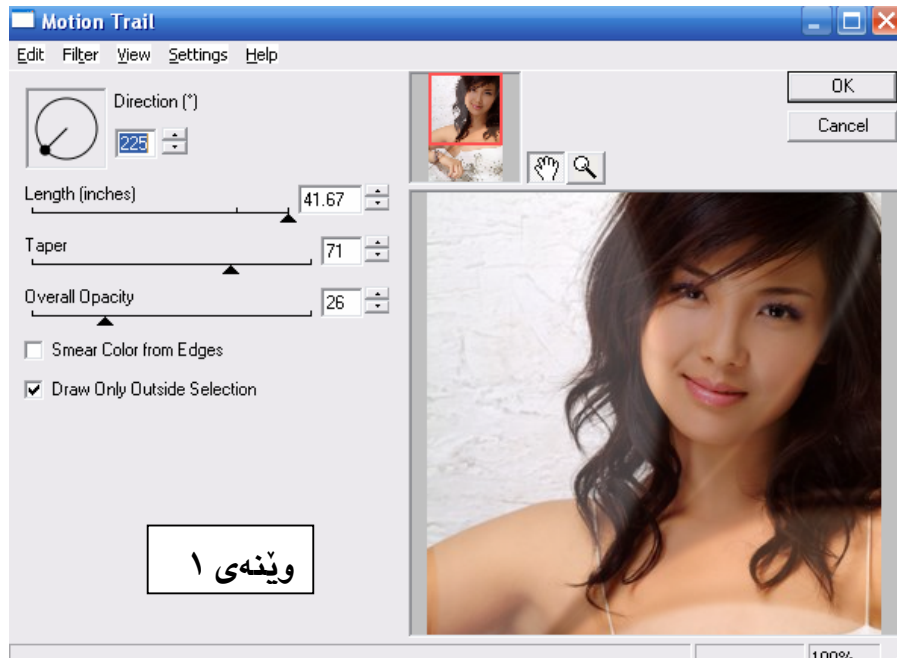 Motion Trail
Edit Filter View Settings Help
Direction (°)
225
OK
Cancel
Length (inches)
41.67
Taper
71
Overall Opacity
26
Smear Color from Edges
Draw Only Outside Selection
وێنەی ١
100%